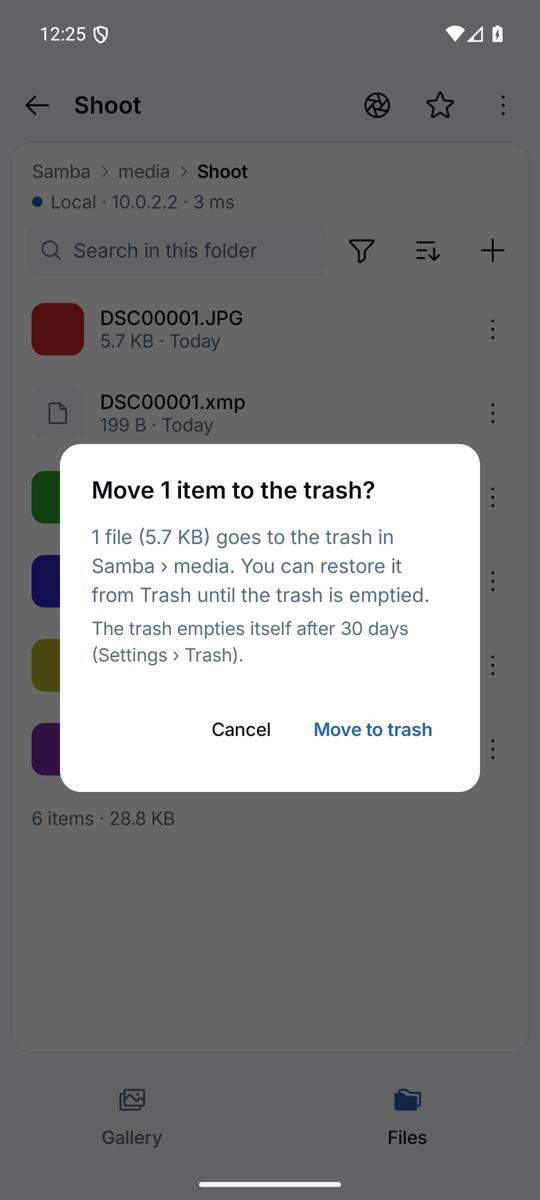 12:25
Shoot
Samba > media > Shoot
Local · 10.0.2.2 · 3 ms
Search in this folder
DSC00001.JPG
5.7 KB · Today
DSC00001.xmp
199 B · Today
Move 1 item to the trash?
1 file (5.7 KB) goes to the trash in
Samba › media. You can restore it
from Trash until the trash is emptied.
The trash empties itself after 30 days
(Settings › Trash).
Cancel Move to trash
6 items · 28.8 KB
Gallery Files